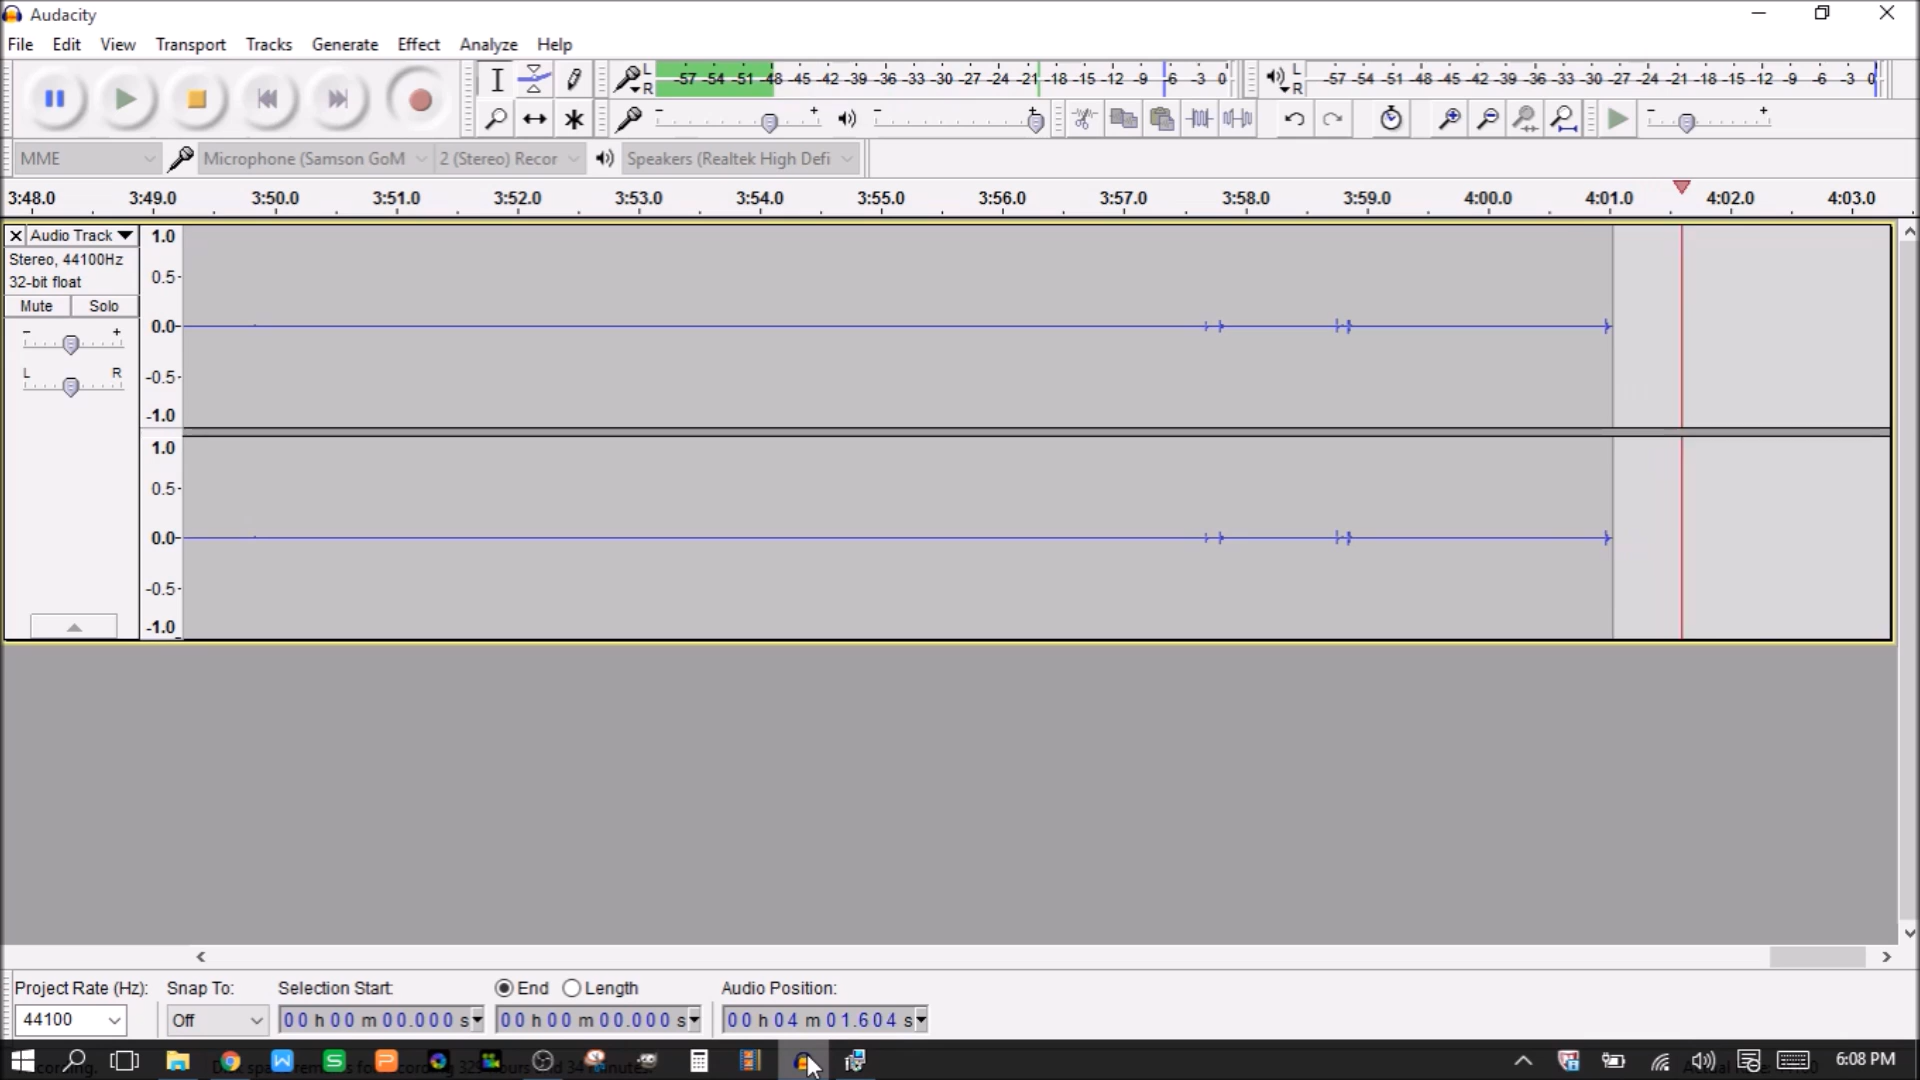 Audacity
File Edit View Transport Tracks Generate Effect Analyze Help
L R -57 -54 -51 -48 -45 -42 -39 -36 -33 -30 -27 -24 -21 -18 -15 -12 -9 -6 -3 0
L R -57 -54 -51 -48 -45 -42 -39 -36 -33 -30 -27 -24 -21 -18 -15 -12 -9 -6 -3 0
- + - + - +
MME Microphone (Samson GoM 2 (Stereo) Recor Speakers (Realtek High Defi
3:48.0 3:49.0 3:50.0 3:51.0 3:52.0 3:53.0 3:54.0 3:55.0 3:56.0 3:57.0 3:58.0 3:59.0 4:00.0 4:01.0 4:02.0 4:03.0
X Audio Track 1.0
Stereo, 44100Hz
0.5
32-bit float
Mute Solo
0.0
- +
L R
-0.5
-1.0
1.0
0.5
0.0
-0.5
-1.0
Project Rate (Hz): Snap To: Selection Start: End Length Audio Position:
44100 Off 00 h 00 m 00.000 s 00 h 00 m 00.000 s 00 h 04 m 01.604 s
W S P 6:08 PM